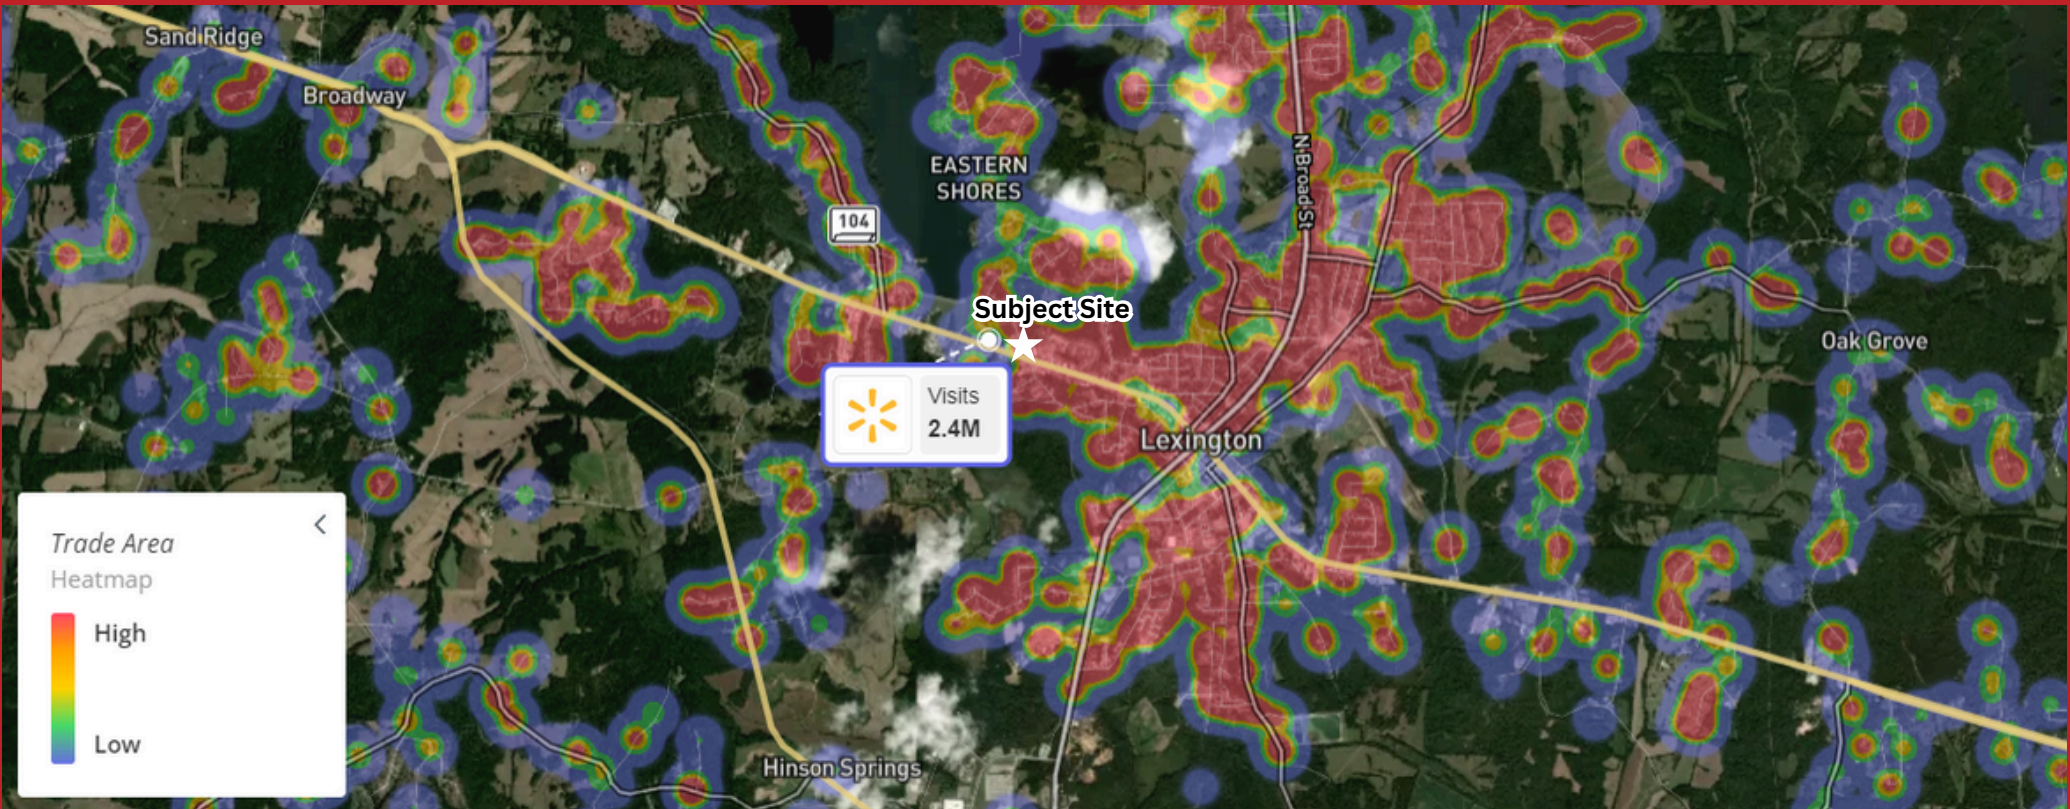 Sand Ridge
Broadway
EASTERN
SHORES
N Broad St
104
Subject Site
Oak Grove
Visits
2.4M
Lexington
Trade Area
Heatmap
High
Low
Hinson Springs